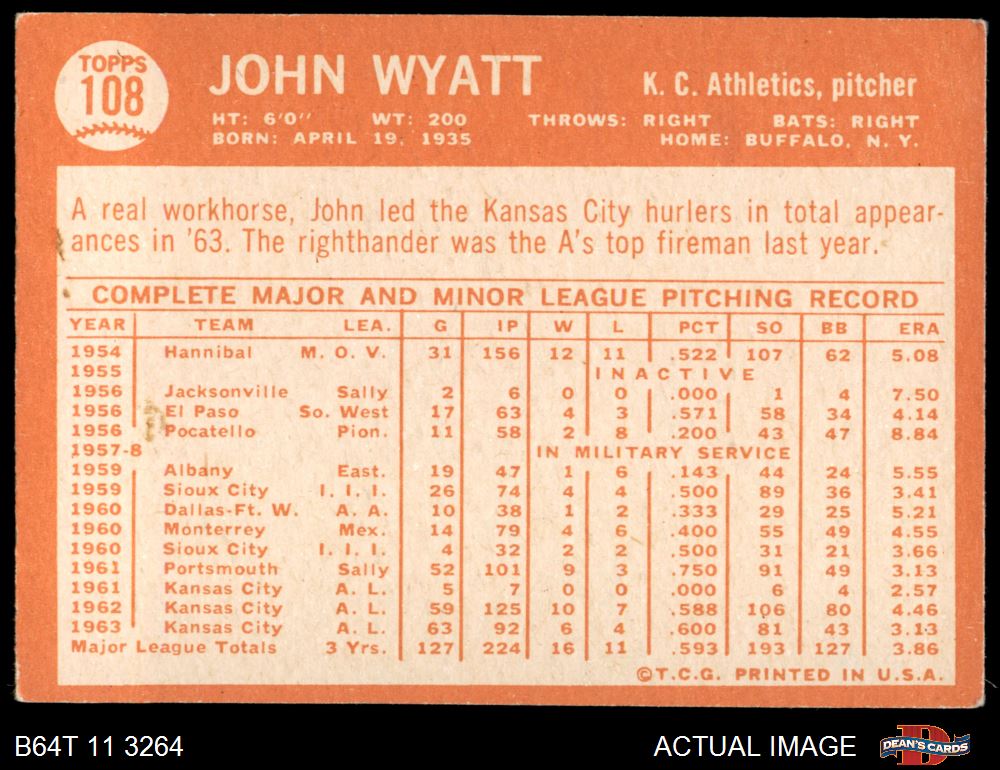 TOPPS
108
JOHN WYATT
K. C. Athletics, pitcher
HT: 6'0" WT: 200 THROWS: RIGHT BATS: RIGHT
BORN: APRIL 19, 1935 HOME: BUFFALO, N. Y.
A real workhorse, John led the Kansas City hurlers in total appear-
ances in '63. The righthander was the A's top fireman last year.
COMPLETE MAJOR AND MINOR LEAGUE PITCHING RECORD
YEAR TEAM LEA. G IP W L PCT SO BB ERA
1954 Hannibal M. O. V. 31 156 12 11 .522 107 62 5.08
1955 INACTIVE
1956 Jacksonville Sally 2 6 0 0 .000 1 4 7.50
1956 El Paso So. West 17 63 4 3 .571 58 34 4.14
1956 Pocatello Pion. 11 58 2 8 .200 43 47 8.84
1957-8 IN MILITARY SERVICE
1959 Albany East. 19 47 1 6 .143 44 24 5.55
1959 Sioux City I. I. I. 26 74 4 4 .500 89 36 3.41
1960 Dallas-Ft. W. A. A. 10 38 1 2 .333 29 25 5.21
1960 Monterrey Mex. 14 79 4 6 .400 55 49 4.55
1960 Sioux City I. I. I. 4 32 2 2 .500 31 21 3.66
1961 Portsmouth Sally 52 101 9 3 .750 91 49 3.13
1961 Kansas City A. L. 5 7 0 0 .000 6 4 2.57
1962 Kansas City A. L. 59 125 10 7 .588 106 80 4.46
1963 Kansas City A. L. 63 92 6 4 .600 81 43 3.13
Major League Totals 3 Yrs. 127 224 16 11 .593 193 127 3.86
©T.C.G. PRINTED IN U.S.A.
B64T 11 3264
ACTUAL IMAGE
D
DEAN'S CARDS